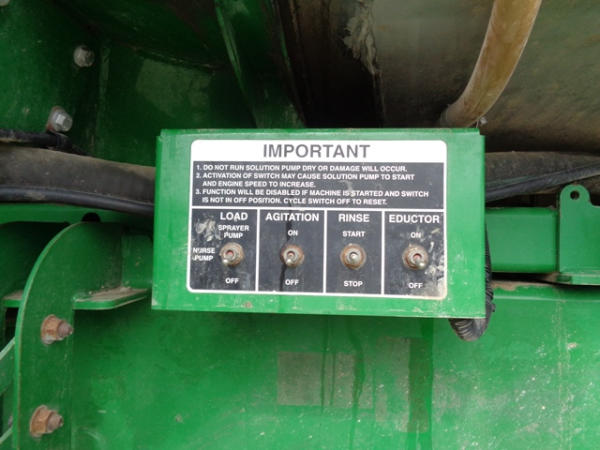 IMPORTANT
1. DO NOT RUN SOLUTION PUMP DRY OR DAMAGE WILL OCCUR.
2. ACTIVATION OF SWITCH MAY CAUSE SOLUTION PUMP TO START
AND ENGINE SPEED TO INCREASE.
3. FUNCTION WILL BE DISABLED IF MACHINE IS STARTED AND SWITCH
IS NOT IN OFF POSITION. CYCLE SWITCH OFF TO RESET.
LOAD AGITATION RINSE EDUCTOR
SPRAYER
PUMP ON START ON
NURSE
PUMP
OFF OFF STOP OFF